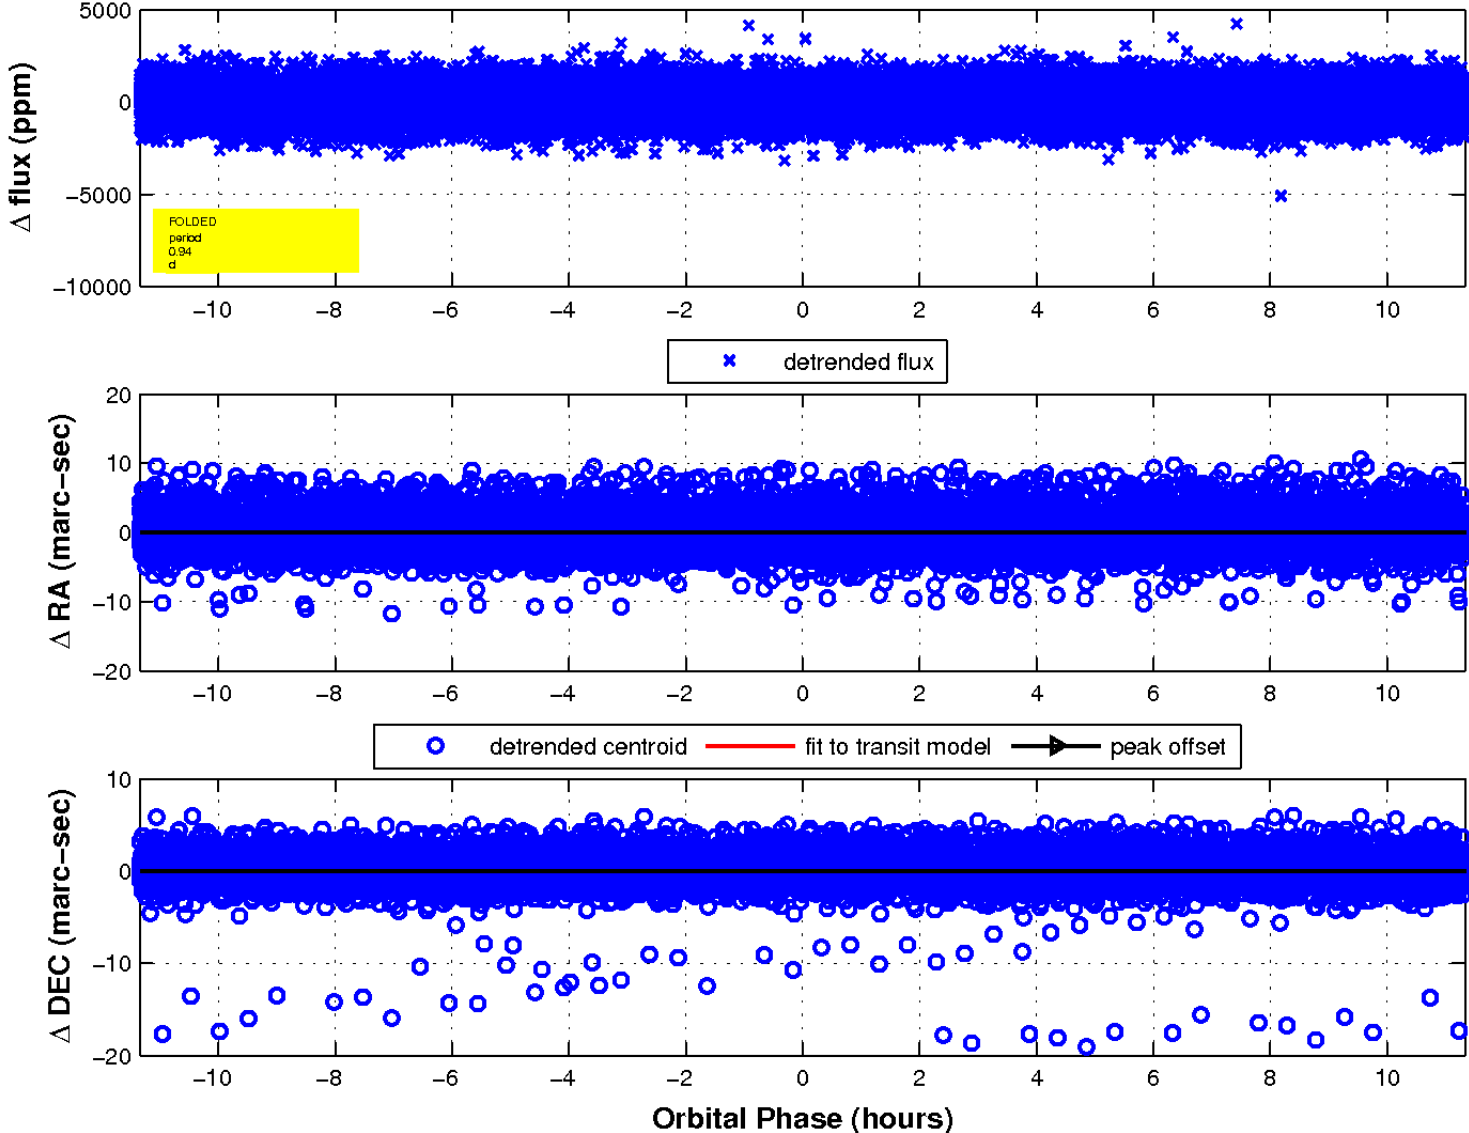 5000
0
−5000
−10000
Δ flux (ppm)
FOLDED
period
0.94
d
−10 −8 −6 −4 −2 0 2 4 6 8 10
detrended flux
20
10
0
−10
−20
Δ RA (marc−sec)
−10 −8 −6 −4 −2 0 2 4 6 8 10
detrended centroid fit to transit model peak offset
10
0
−10
−20
Δ DEC (marc−sec)
−10 −8 −6 −4 −2 0 2 4 6 8 10
Orbital Phase (hours)